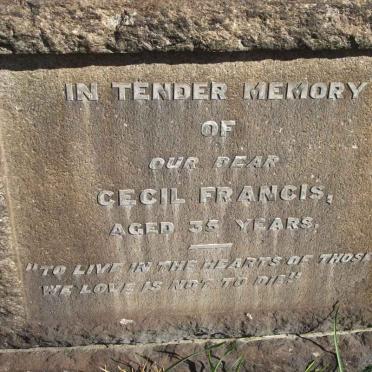 IN TENDER MEMORY
OF
OUR DEAR
CECIL FRANCIS,
AGED 35 YEARS.
"TO LIVE IN THE HEARTS OF THOSE
WE LOVE IS NOT TO DIE"